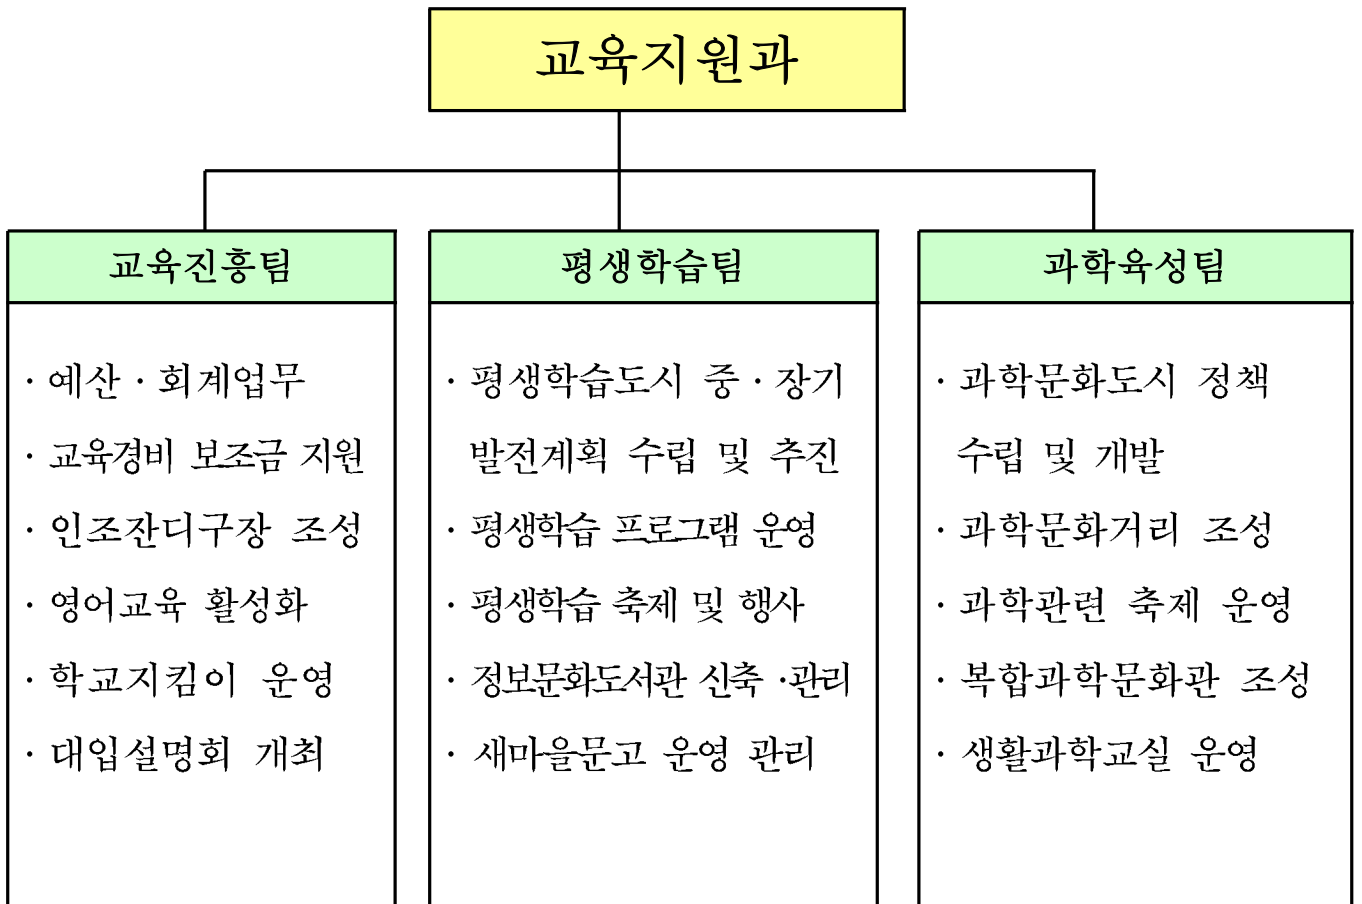 교육지원과
교육진흥팀
· 예산 · 회계업무
· 교육경비 보조금 지원
· 인조잔디구장 조성
· 영어교육 활성화
· 학교지킴이 운영
· 대입설명회 개최
평생학습팀
· 평생학습도시 중 · 장기
발전계획 수립 및 추진
· 평생학습 프로그램 운영
· 평생학습 축제 및 행사
· 정보문화도서관 신축 ·관리
· 새마을문고 운영 관리
과학육성팀
· 과학문화도시 정책
수립 및 개발
· 과학문화거리 조성
· 과학관련 축제 운영
· 복합과학문화관 조성
· 생활과학교실 운영